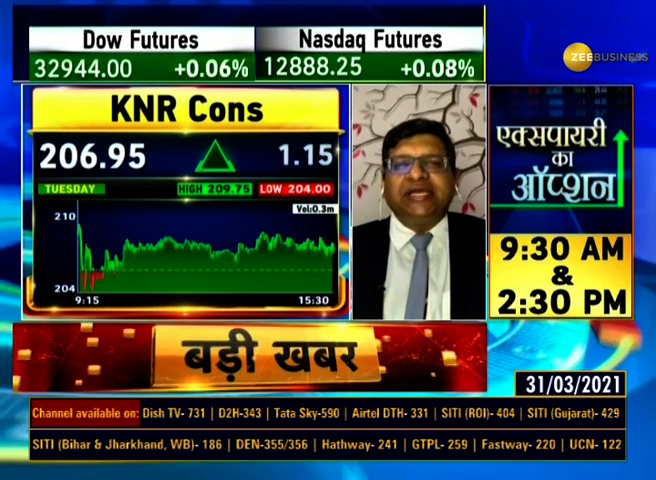 Dow Futures
32944.00 +0.06%
Nasdaq Futures
12888.25 +0.08%
ZEEBUSINESS
KNR Cons
206.95 1.15
TUESDAY HIGH 209.75 LOW 204.00
Vol:0.3m
210
204
9:15 15:30
एक्सपायरी
का
ऑप्शन
9:30 AM
&
2:30 PM
बड़ी खबर
31/03/2021
Channel available on: Dish TV- 731 | D2H-343 | Tata Sky-590 | Airtel DTH- 331 | SITI (ROI)- 404 | SITI (Gujarat)- 429
SITI (Bihar & Jharkhand, WB)- 186 | DEN-355/356 | Hathway- 241 | GTPL- 259 | Fastway- 220 | UCN- 122